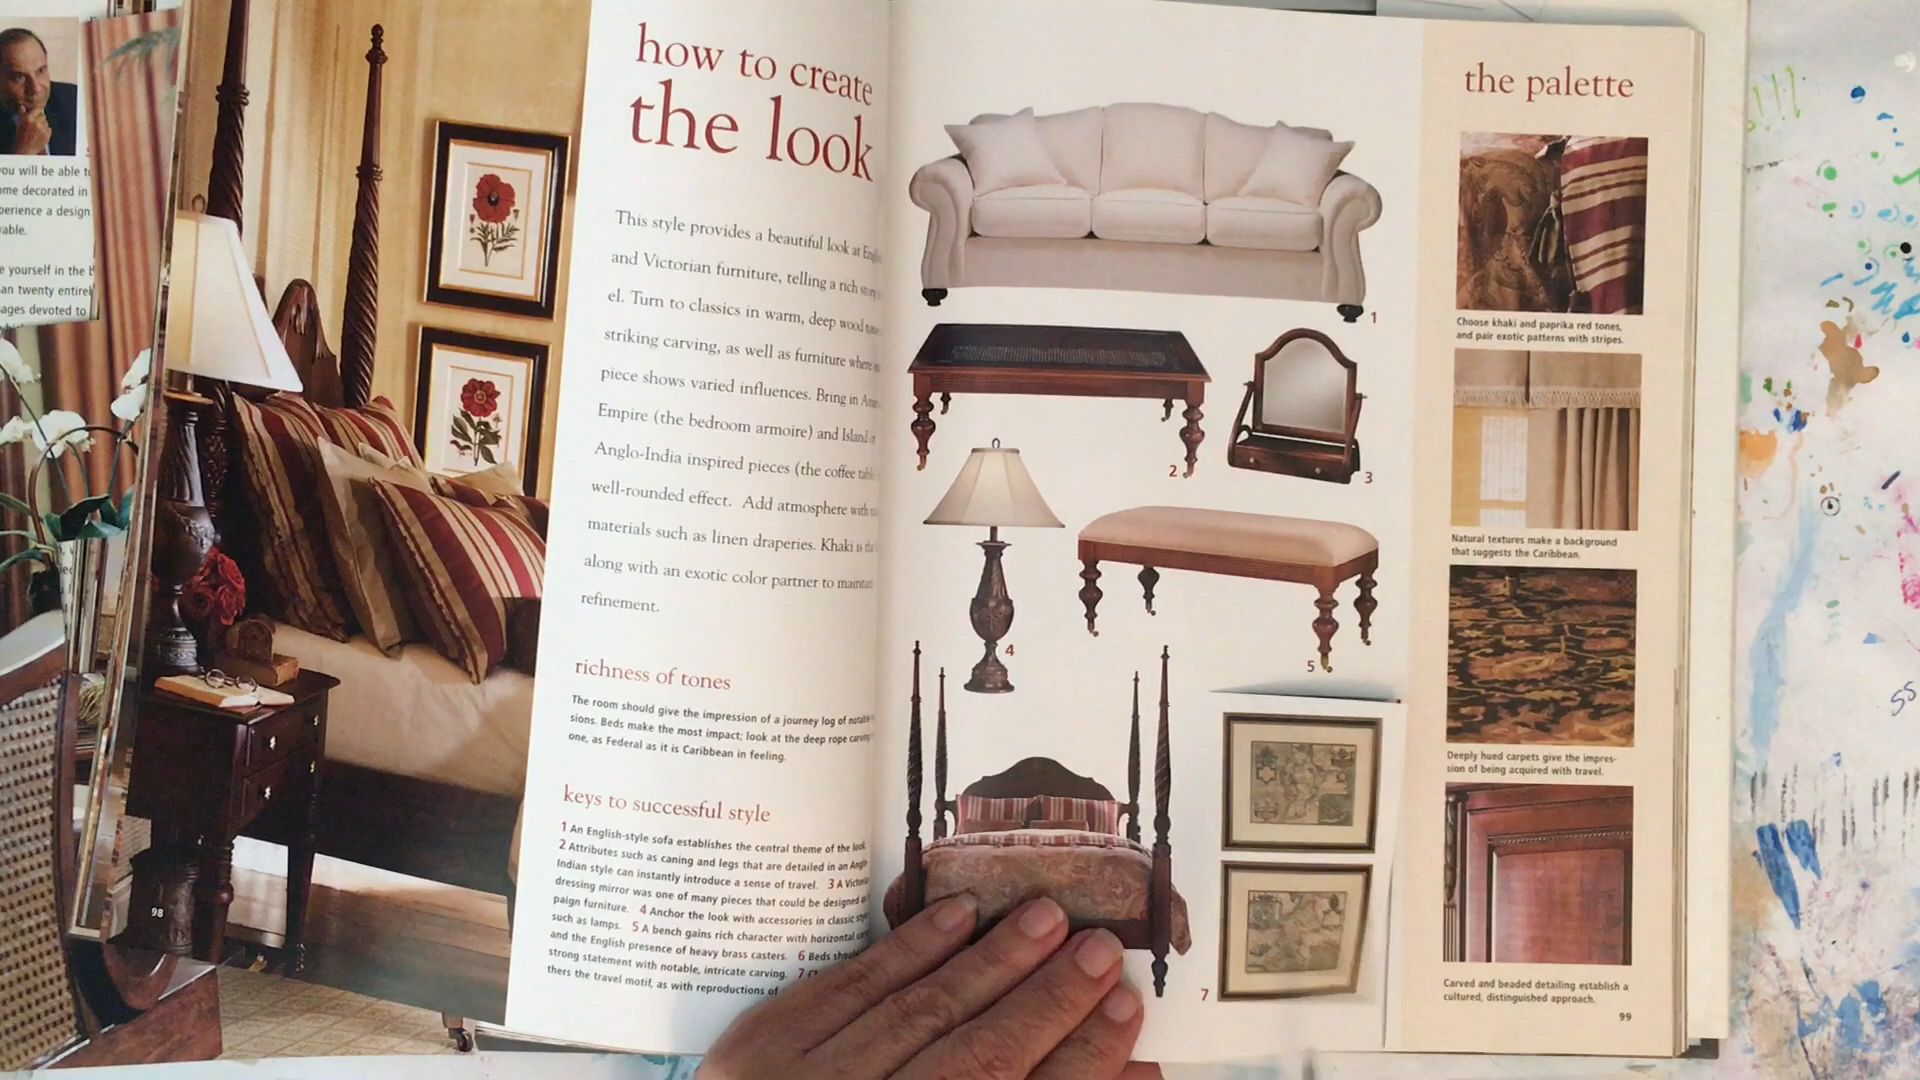 ou will be able to
ome decorated in
perience a design
vable.
e yourself in the
an twenty entirel
ages devoted to
98
how to create
the look
This style provides a beautiful look at
and Victorian furniture, telling a rich
el. Turn to classics in warm, deep wood
striking carving, as well as furniture where
piece shows varied influences. Bring in
Empire (the bedroom armoire) and Island
Anglo-India inspired pieces (the coffee
well-rounded effect. Add atmosphere with
materials such as linen draperies. Khaki is
along with an exotic color partner to
refinement.
richness of tones
The room should give the impression of a journey log of notable
sions. Beds make the most impact; look at the deep rope carving
one, as Federal as it is Caribbean in feeling.
keys to successful style
1 An English-style sofa establishes the central theme of the look.
2 Attributes such as caning and legs that are detailed in an
Indian style can instantly introduce a sense of travel. 3 A
dressing mirror was one of many pieces that could be designed
paign furniture. 4 Anchor the look with accessories in classic
such as lamps. 5 A bench gains rich character with horizontal
and the English presence of heavy brass casters. 6 Beds should
strong statement with notable, intricate carving. 7
thers the travel motif, as with reproductions of
1
2
3
4
5
7
the palette
Choose khaki and paprika red tones,
and pair exotic patterns with stripes.
Natural textures make a background
that suggests the Caribbean.
Deeply hued carpets give the impres-
sion of being acquired with travel.
Carved and beaded detailing establish a
cultured, distinguished approach.
99
55